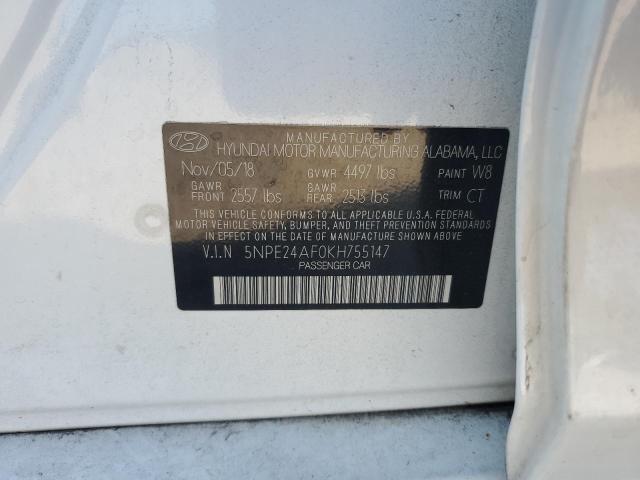 MANUFACTURED BY
HYUNDAI MOTOR MANUFACTURING ALABAMA, LLC
Nov/05/18 GVWR 4497 lbs PAINT W8
GAWR FRONT 2557 lbs GAWR REAR 2513 lbs TRIM CT
THIS VEHICLE CONFORMS TO ALL APPLICABLE U.S.A. FEDERAL
MOTOR VEHICLE SAFETY, BUMPER, AND THEFT PREVENTION STANDARDS
IN EFFECT ON THE DATE OF MANUFACTURE SHOWN ABOVE.
V.I.N 5NPE24AF0KH755147
PASSENGER CAR